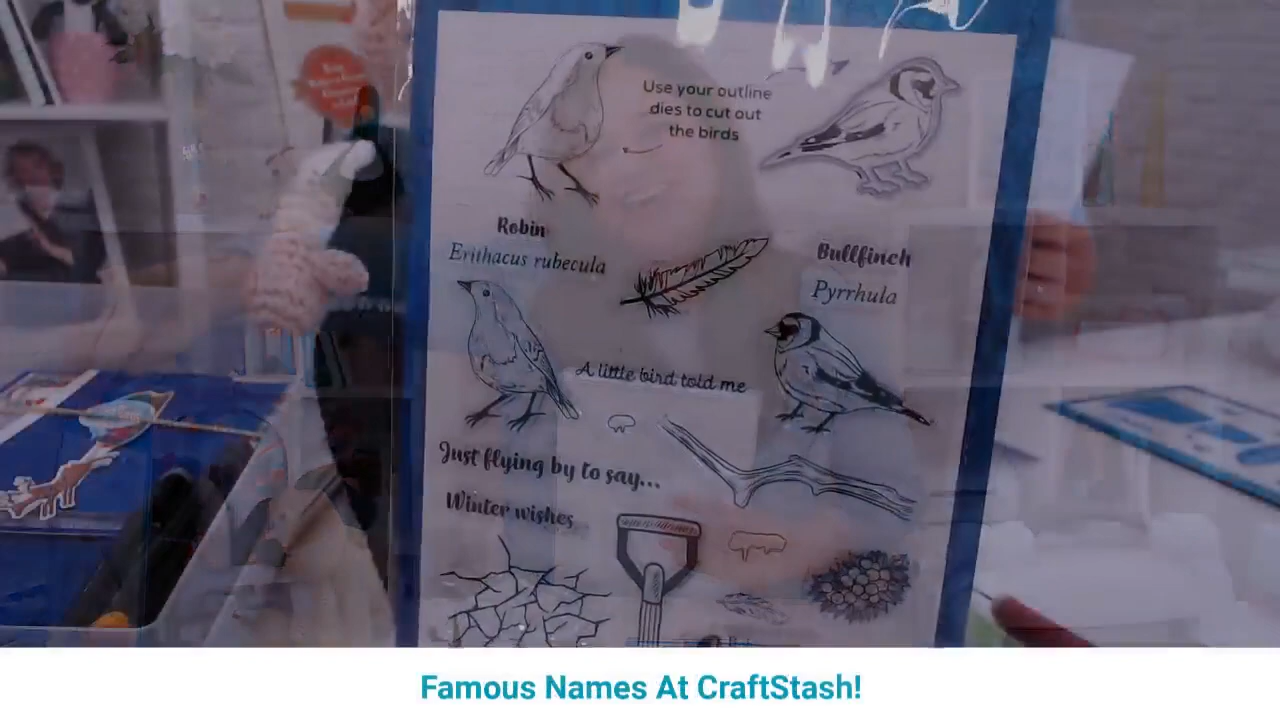 Use your outline
dies to cut out
the birds
Robin
Erithacus rubecula
Bullfinch
Pyrrhula
A little bird told me
Just flying by to say...
Winter wishes
Famous Names At CraftStash!